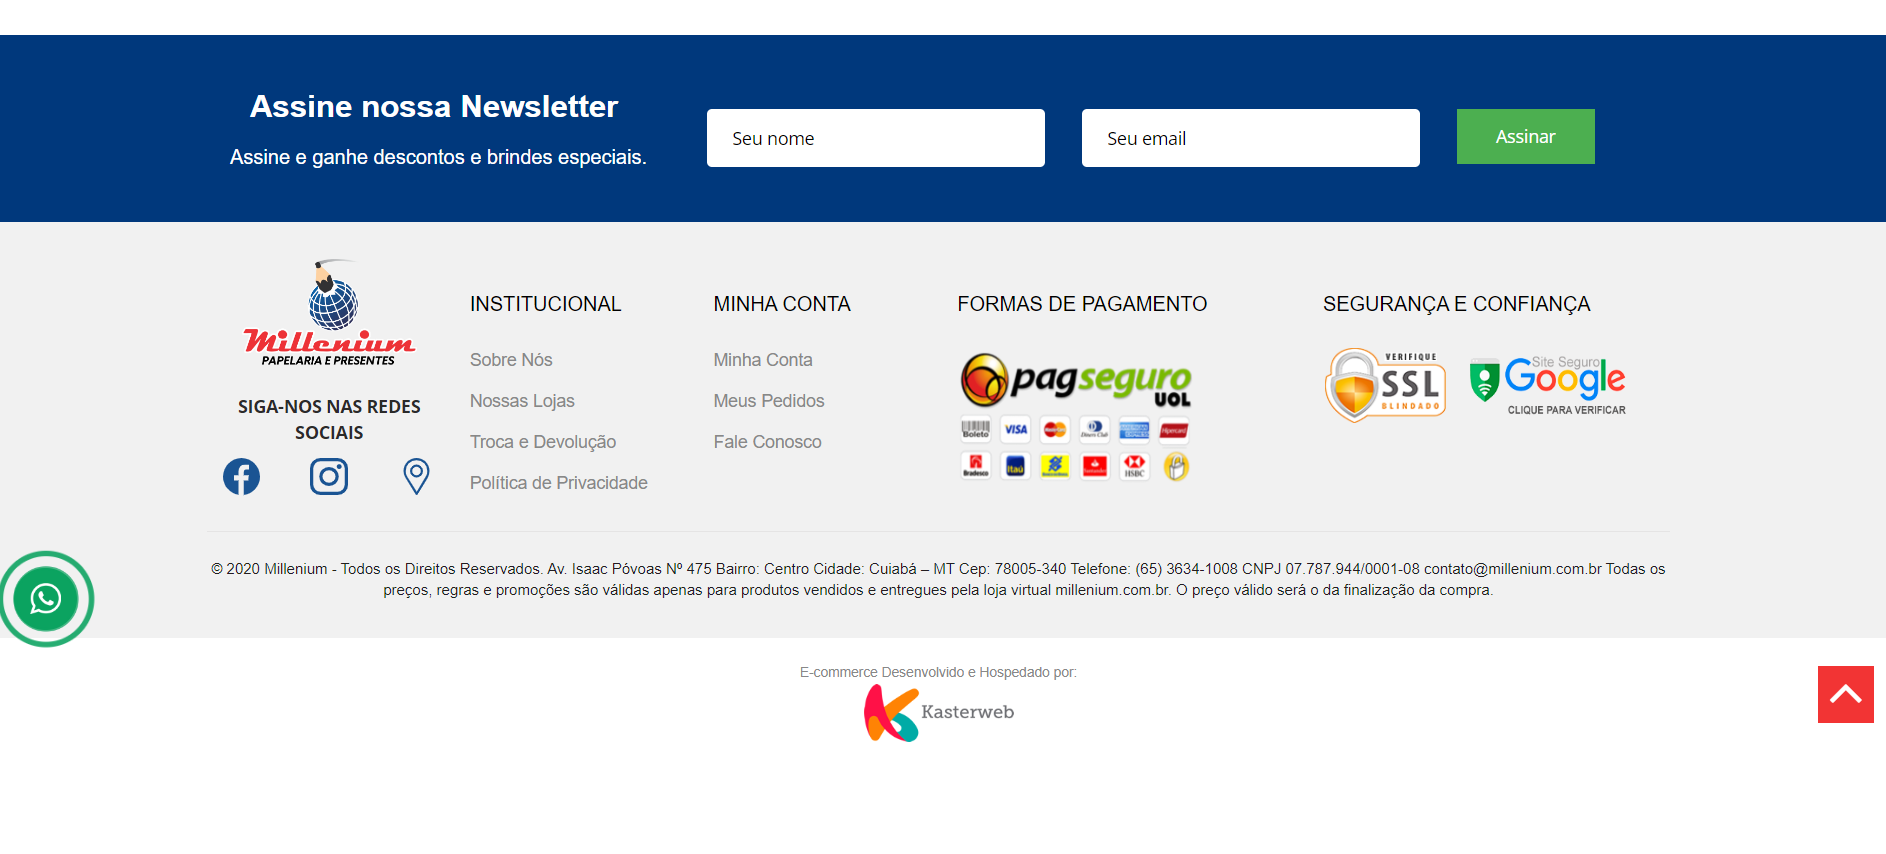 Assine nossa Newsletter
Assine e ganhe descontos e brindes especiais.
Seu nome
Seu email
Assinar
Millenium
PAPELARIA E PRESENTES
SIGA-NOS NAS REDES
SOCIAIS
INSTITUCIONAL
Sobre Nós
Nossas Lojas
Troca e Devolução
Política de Privacidade
MINHA CONTA
Minha Conta
Meus Pedidos
Fale Conosco
FORMAS DE PAGAMENTO
pagseguro
UOL
Boleto VISA MasterCard Diners Club Hipercard
Bradesco Itaú HSBC
SEGURANÇA E CONFIANÇA
VERIFIQUE
SSL
BLINDADO
Site Seguro
Google
CLIQUE PARA VERIFICAR
© 2020 Millenium - Todos os Direitos Reservados. Av. Isaac Póvoas Nº 475 Bairro: Centro Cidade: Cuiabá – MT Cep: 78005-340 Telefone: (65) 3634-1008 CNPJ 07.787.944/0001-08 contato@millenium.com.br Todas os
preços, regras e promoções são válidas apenas para produtos vendidos e entregues pela loja virtual millenium.com.br. O preço válido será o da finalização da compra.
E-commerce Desenvolvido e Hospedado por:
Kasterweb